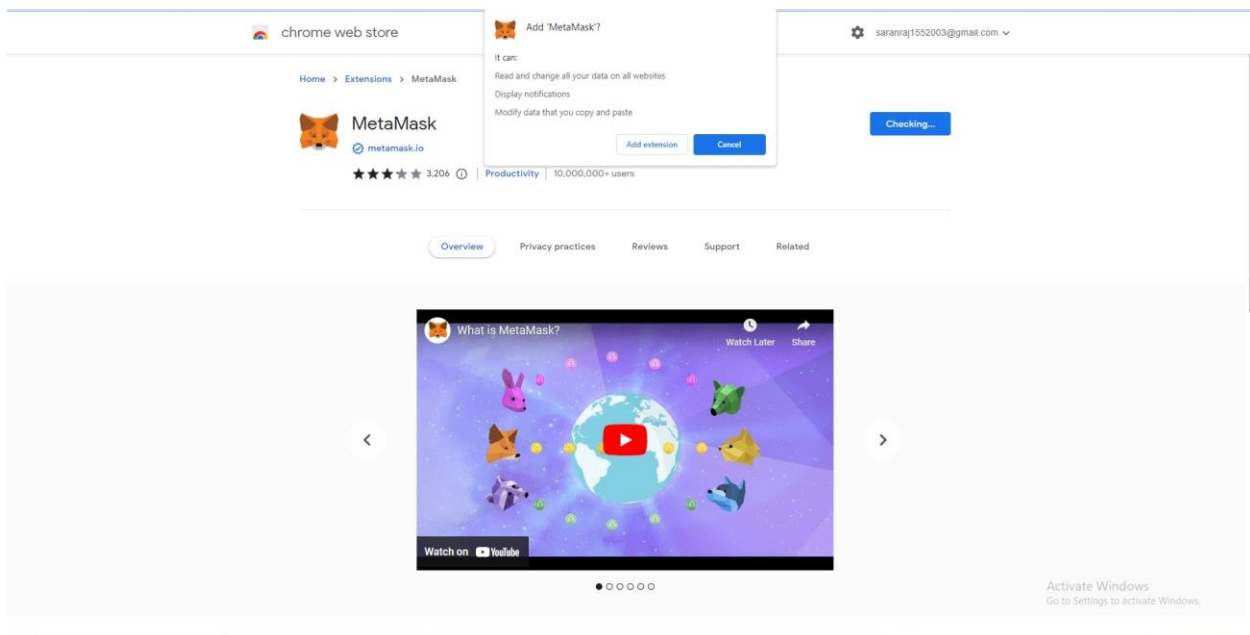 chrome web store
Add 'MetaMask'?
saranraj1552003@gmail.com
It can:
Read and change all your data on all websites
Display notifications
Modify data that you copy and paste
Add extension Cancel
Home > Extensions > MetaMask
MetaMask
metamask.io
3,206 | Productivity | 10,000,000+ users
Checking...
Overview Privacy practices Reviews Support Related
What is MetaMask?
Watch Later Share
Watch on YouTube
Activate Windows
Go to Settings to activate Windows.